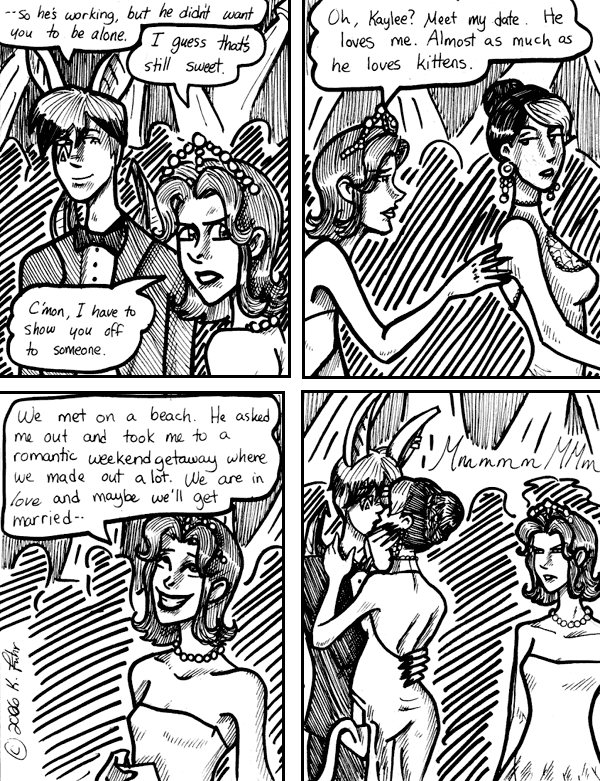 --So he's working, but he didn't want
you to be alone.
I guess that's
still sweet.
C'mon, I have to
show you off
to someone.
Oh, Kaylee? Meet my date. He
loves me. Almost as much as
he loves kittens.
We met on a beach. He asked
me out and took me to a
romantic weekend getaway where
we made out a lot. We are in
love and maybe we'll get
married--
Mmmmmm MMm
© 2006 K. Fuhr